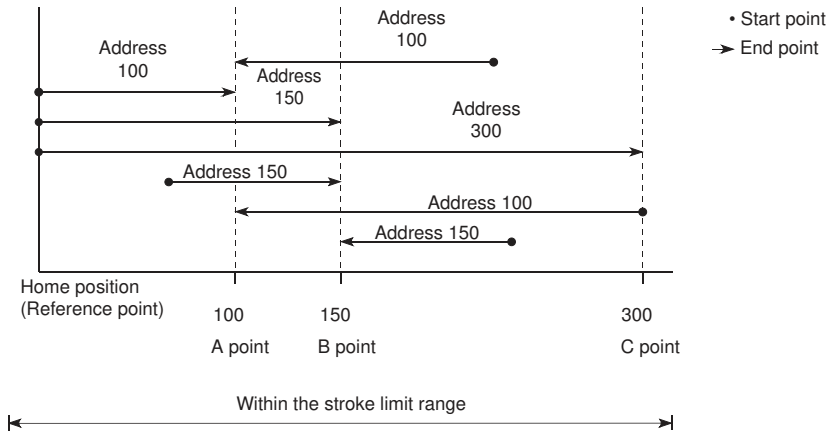 • Start point
End point
Address
100
Address
100
Address
150
Address
300
Address 150
Address 100
Address 150
Home position
(Reference point)
100
150
300
A point
B point
C point
Within the stroke limit range